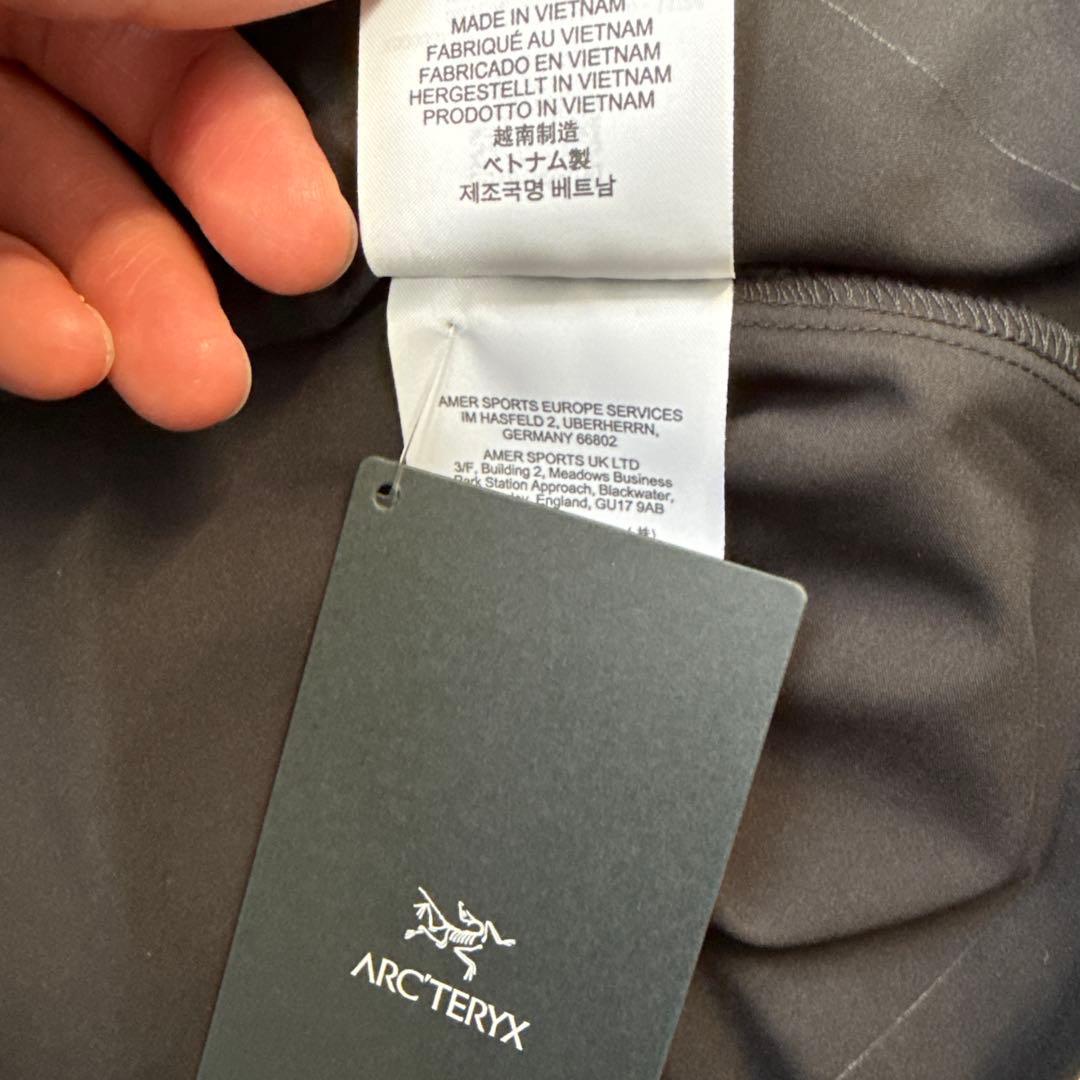 MADE IN VIETNAM
FABRIQUÉ AU VIETNAM
FABRICADO EN VIETNAM
HERGESTELLT IN VIETNAM
PRODOTTO IN VIETNAM
越南制造
ベトナム製
제조국명 베트남
AMER SPORTS EUROPE SERVICES
IM HASFELD 2, UBERHERRN,
GERMANY 66802
AMER SPORTS UK LTD
3/F, Building 2, Meadows Business
Park Station Approach, Blackwater,
England, GU17 9AB
ARC'TERYX